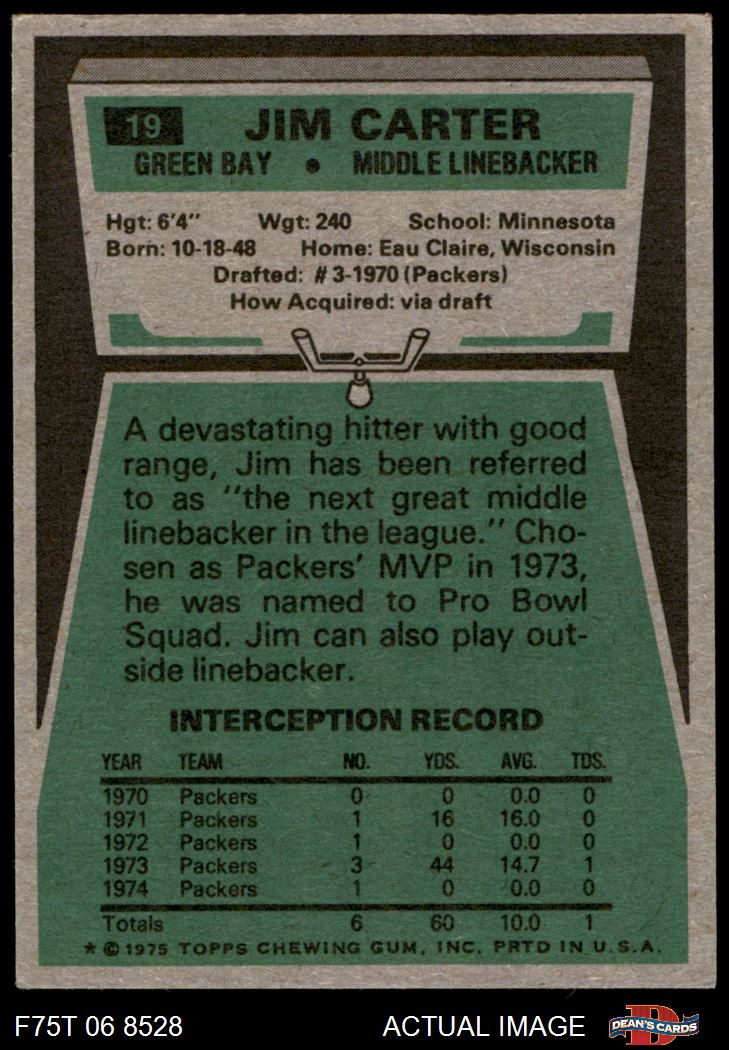 19 JIM CARTER
GREEN BAY • MIDDLE LINEBACKER
Hgt: 6'4" Wgt: 240 School: Minnesota
Born: 10-18-48 Home: Eau Claire, Wisconsin
Drafted: #3-1970 (Packers)
How Acquired: via draft
A devastating hitter with good
range, Jim has been referred
to as "the next great middle
linebacker in the league." Cho-
sen as Packers' MVP in 1973,
he was named to Pro Bowl
Squad. Jim can also play out-
side linebacker.
INTERCEPTION RECORD
YEAR TEAM NO. YDS. AVG. TDS.
1970 Packers 0 0 0.0 0
1971 Packers 1 16 16.0 0
1972 Packers 1 0 0.0 0
1973 Packers 3 44 14.7 1
1974 Packers 1 0 0.0 0
Totals 6 60 10.0 1
* © 1975 TOPPS CHEWING GUM, INC. PRTD IN U.S.A.
F75T 06 8528 ACTUAL IMAGE D DEAN'S CARDS